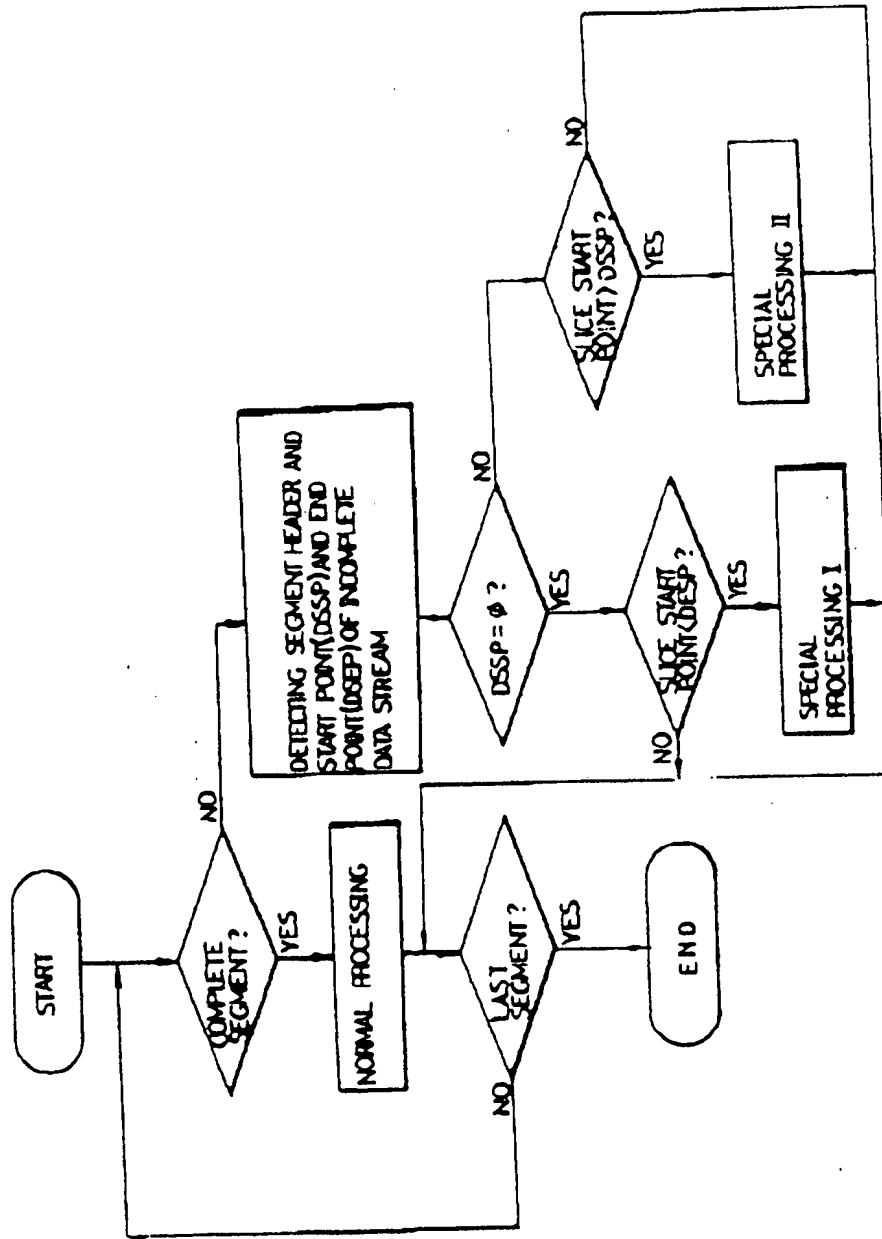 START
COMPLETE
SEGMENT?
NO
YES
NORMAL PROCESSING
LAST
SEGMENT?
NO
YES
END
DETECTING SEGMENT HEADER AND
START POINT(DSSP) AND END
POINT(DSEP) OF INCOMPLETE
DATA STREAM
DSSP=ø?
NO
YES
SLICE START
POINT<DESP?
NO
YES
SPECIAL
PROCESSING I
SLICE START
POINT>DSSP?
NO
YES
SPECIAL
PROCESSING II